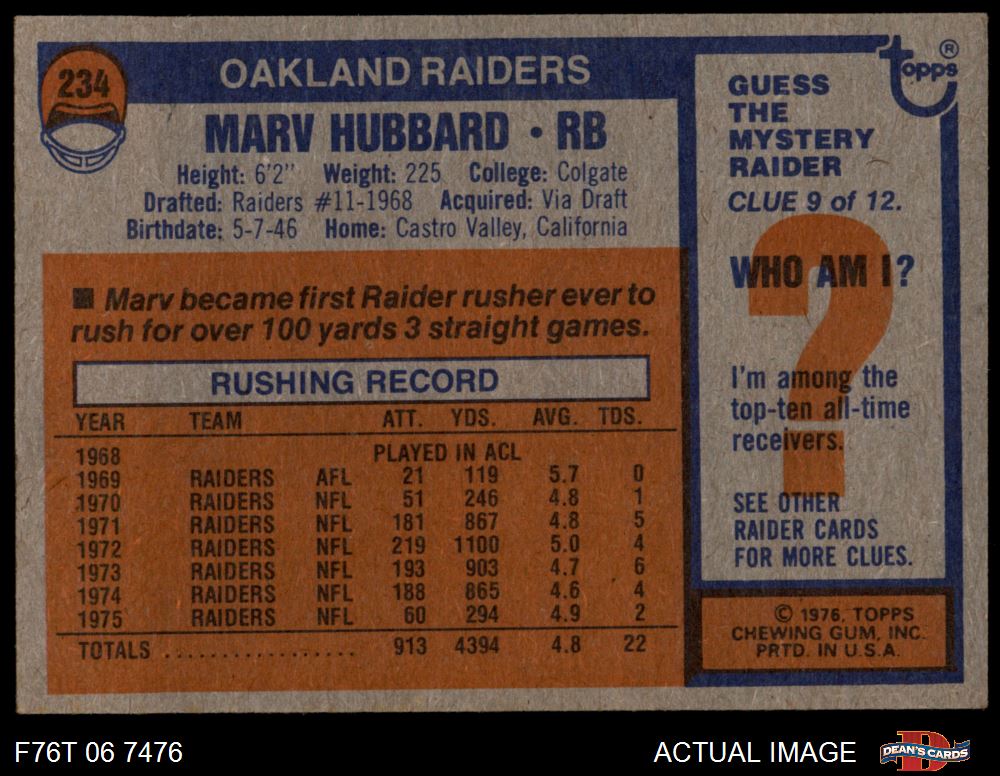 234
OAKLAND RAIDERS
MARV HUBBARD • RB
Height: 6'2" Weight: 225 College: Colgate
Drafted: Raiders #11-1968 Acquired: Via Draft
Birthdate: 5-7-46 Home: Castro Valley, California
■ Marv became first Raider rusher ever to
rush for over 100 yards 3 straight games.
RUSHING RECORD
YEAR TEAM ATT. YDS. AVG. TDS.
1968 PLAYED IN ACL
1969 RAIDERS AFL 21 119 5.7 0
1970 RAIDERS NFL 51 246 4.8 1
1971 RAIDERS NFL 181 867 4.8 5
1972 RAIDERS NFL 219 1100 5.0 4
1973 RAIDERS NFL 193 903 4.7 6
1974 RAIDERS NFL 188 865 4.6 4
1975 RAIDERS NFL 60 294 4.9 2
TOTALS .................. 913 4394 4.8 22
topps ®
GUESS
THE
MYSTERY
RAIDER
CLUE 9 of 12.
?
WHO AM I?
I'm among the
top-ten all-time
receivers.
SEE OTHER
RAIDER CARDS
FOR MORE CLUES.
© 1976, TOPPS
CHEWING GUM, INC.
PRTD. IN U.S.A.
F76T 06 7476
ACTUAL IMAGE
D
DEAN'S CARDS